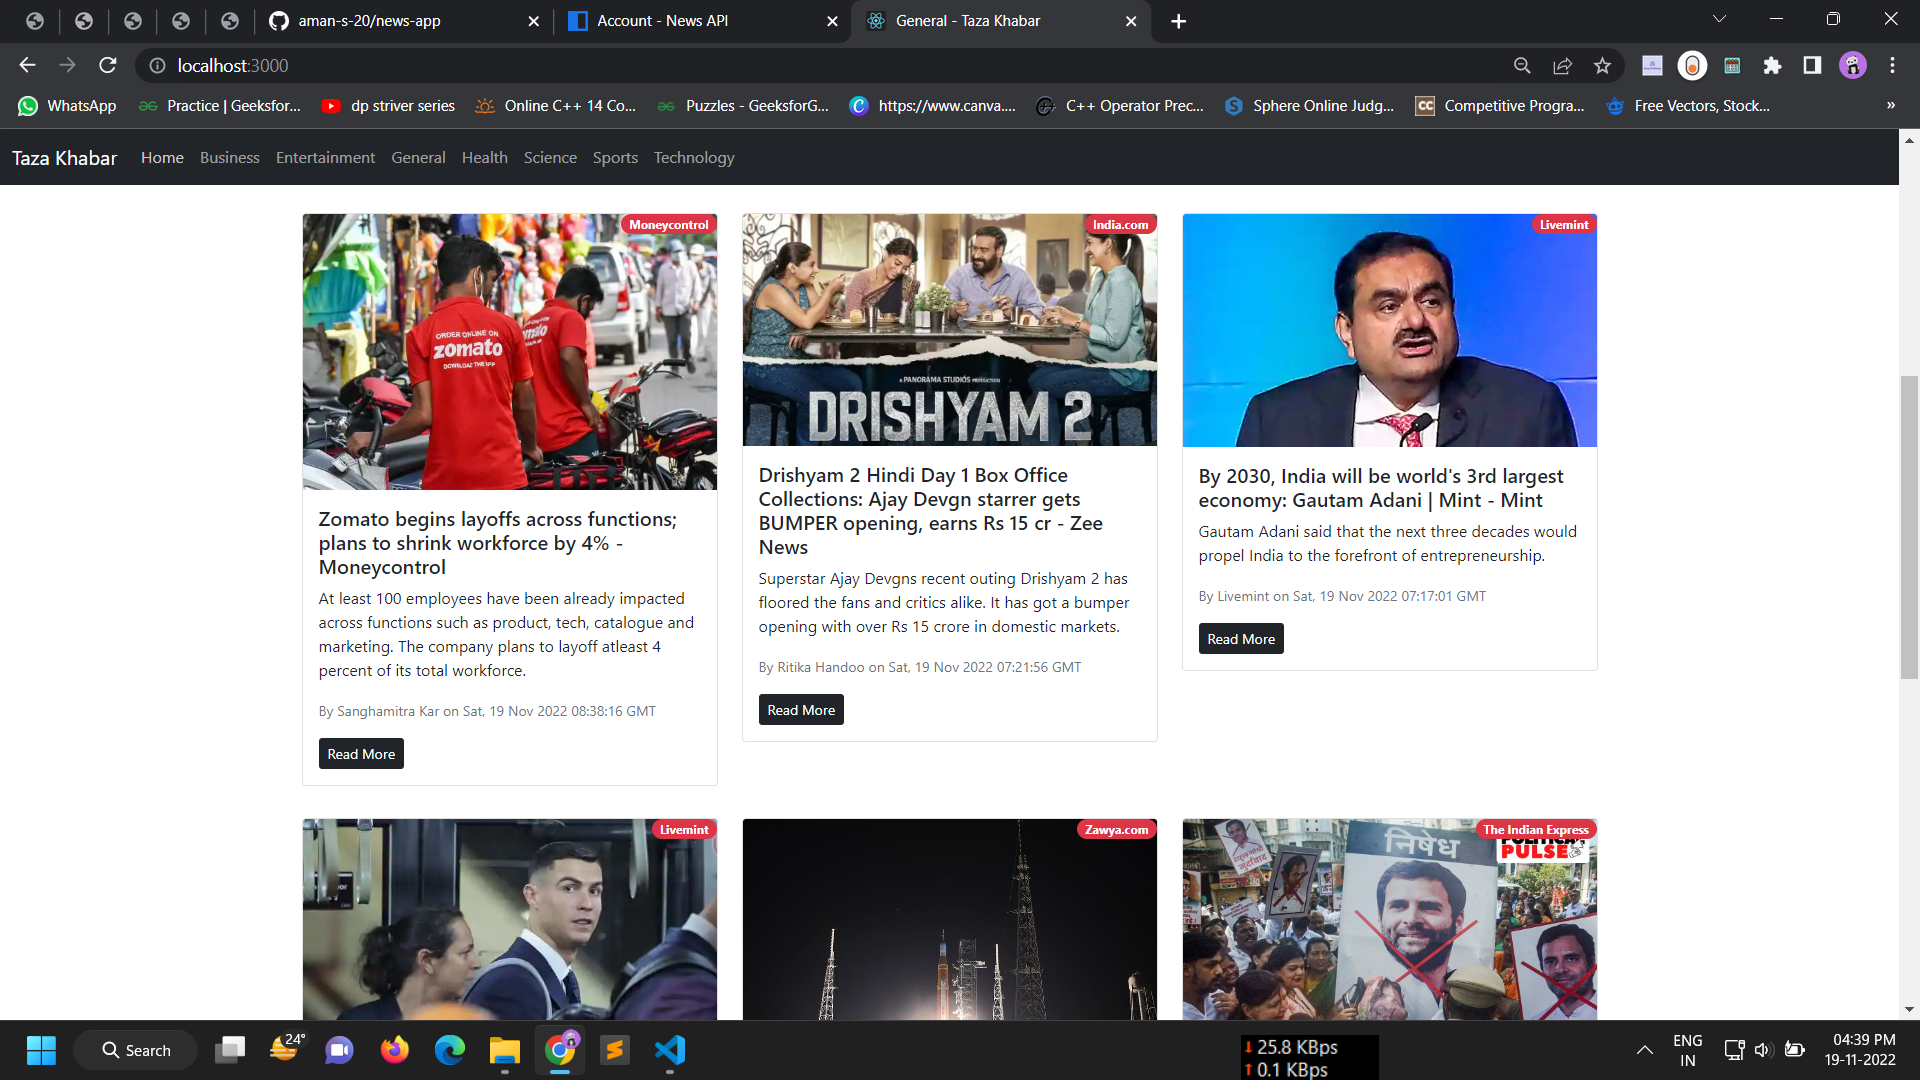 aman-s-20/news-app
Account - News API
General - Taza Khabar
localhost:3000
WhatsApp
Practice | Geeksfor...
dp striver series
Online C++ 14 Co...
Puzzles - GeeksforG...
https://www.canva....
C++ Operator Prec...
Sphere Online Judg...
CC
Competitive Progra...
Free Vectors, Stock...
»
Taza Khabar
Home
Business
Entertainment
General
Health
Science
Sports
Technology
Moneycontrol
ORDER ONLINE ON
zomato
DOWNLOAD THE APP
Zomato begins layoffs across functions;
plans to shrink workforce by 4% -
Moneycontrol
At least 100 employees have been already impacted
across functions such as product, tech, catalogue and
marketing. The company plans to layoff atleast 4
percent of its total workforce.
By Sanghamitra Kar on Sat, 19 Nov 2022 08:38:16 GMT
Read More
India.com
A PANORAMA STUDIOS PRODUCTION
DRISHYAM 2
Drishyam 2 Hindi Day 1 Box Office
Collections: Ajay Devgn starrer gets
BUMPER opening, earns Rs 15 cr - Zee
News
Superstar Ajay Devgns recent outing Drishyam 2 has
floored the fans and critics alike. It has got a bumper
opening with over Rs 15 crore in domestic markets.
By Ritika Handoo on Sat, 19 Nov 2022 07:21:56 GMT
Read More
Livemint
By 2030, India will be world's 3rd largest
economy: Gautam Adani | Mint - Mint
Gautam Adani said that the next three decades would
propel India to the forefront of entrepreneurship.
By Livemint on Sat, 19 Nov 2022 07:17:01 GMT
Read More
Livemint
Zawya.com
The Indian Express
PULSE
निषेध
Search
24°
25.8 KBps
0.1 KBps
ENG
IN
04:39 PM
19-11-2022